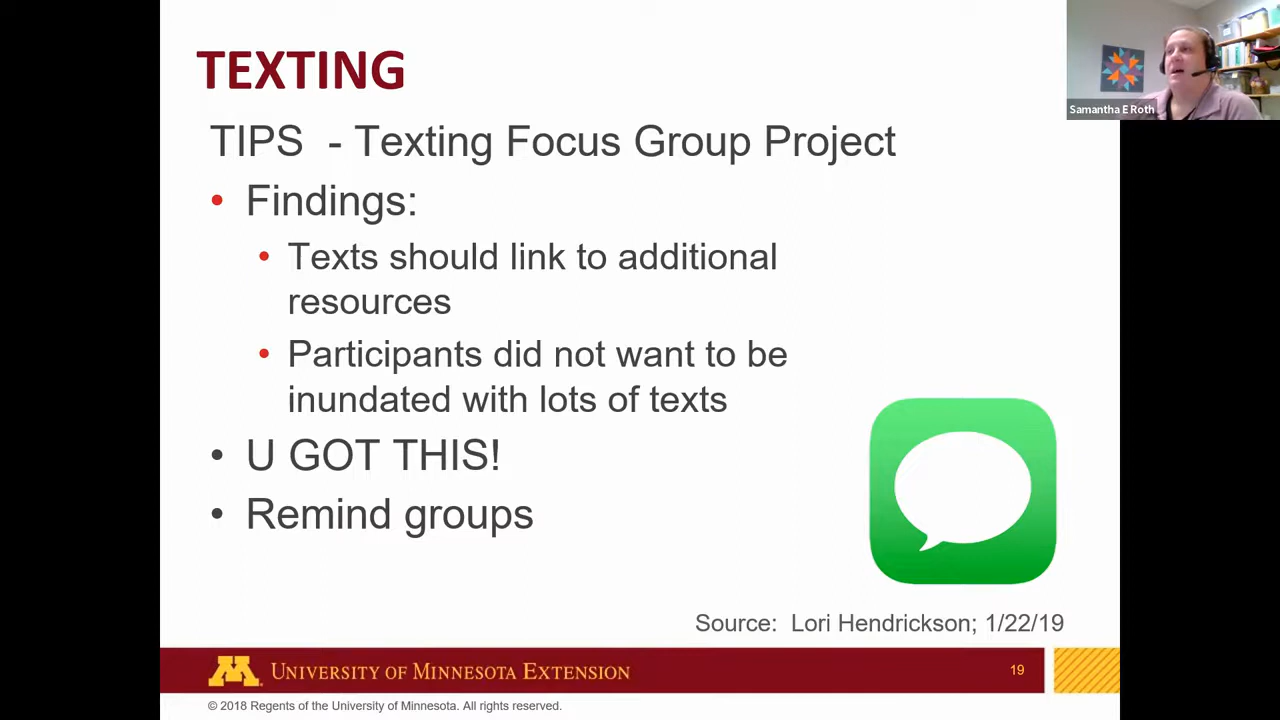 TEXTING
Samantha E Roth
TIPS - Texting Focus Group Project
• Findings:
• Texts should link to additional
resources
• Participants did not want to be
inundated with lots of texts
• U GOT THIS!
• Remind groups
Source: Lori Hendrickson; 1/22/19
M UNIVERSITY OF MINNESOTA EXTENSION
19
© 2018 Regents of the University of Minnesota. All rights reserved.